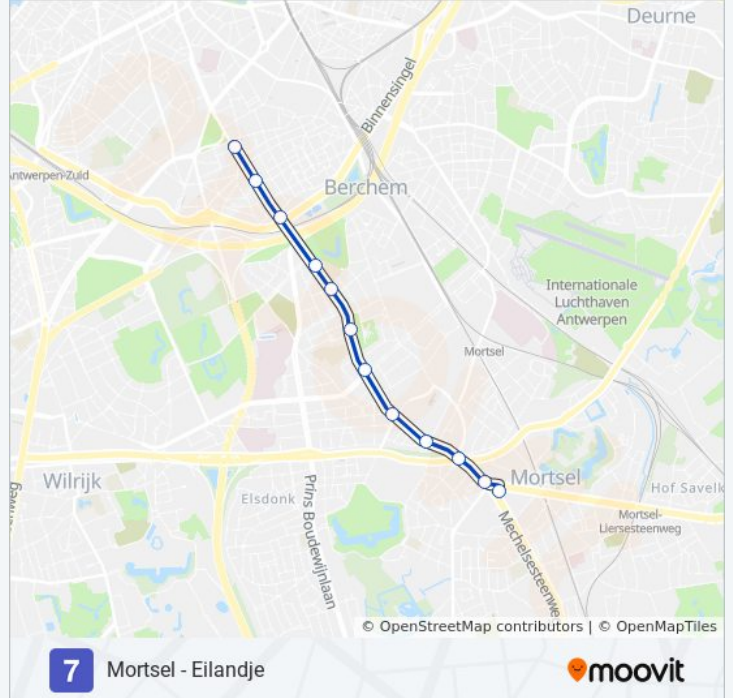 Deurne
Binnensingel
Antwerpen-Zuid
Berchem
Internationale
Luchthaven
Antwerpen
Mortsel
Wilrijk
Elsdonk
Prins Boudewijnlaan
Mortsel
Hof Savelk
Mortsel-
Liersesteenweg
Mechelsesteenwe
© OpenStreetMap contributors | © OpenMapTiles
7 Mortsel - Eilandje
moovit